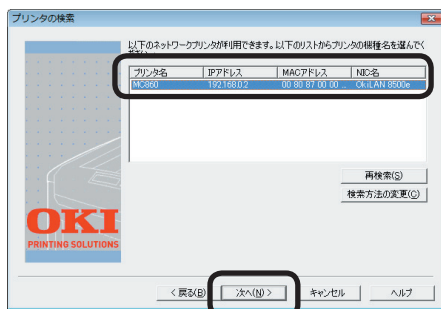 プリンタの検索
以下のネットワークプリンタが利用できます。以下のリストからプリンタの機種名を選んでく
ださい。
プリンタ名 IPアドレス MACアドレス NIC名
MC860 192.168.0.2 00 80 87 00 00 ... OkiLAN 8500e
再検索(S)
検索方法の変更(C)
OKI
PRINTING SOLUTIONS
< 戻る(B) 次へ(N) > キャンセル ヘルプ